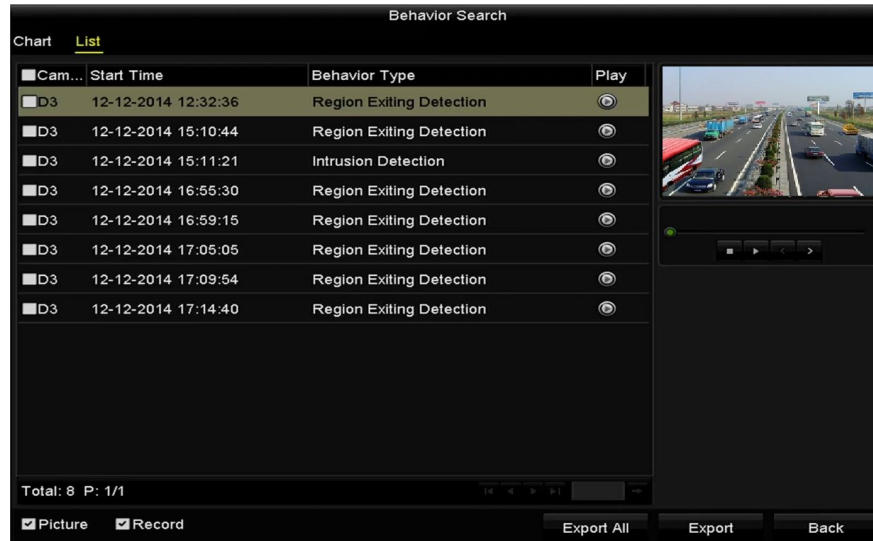 Behavior Search
Chart List
Cam... Start Time Behavior Type Play
D3 12-12-2014 12:32:36 Region Exiting Detection
D3 12-12-2014 15:10:44 Region Exiting Detection
D3 12-12-2014 15:11:21 Intrusion Detection
D3 12-12-2014 16:55:30 Region Exiting Detection
D3 12-12-2014 16:59:15 Region Exiting Detection
D3 12-12-2014 17:05:05 Region Exiting Detection
D3 12-12-2014 17:09:54 Region Exiting Detection
D3 12-12-2014 17:14:40 Region Exiting Detection
Total: 8 P: 1/1
Picture Record Export All Export Back